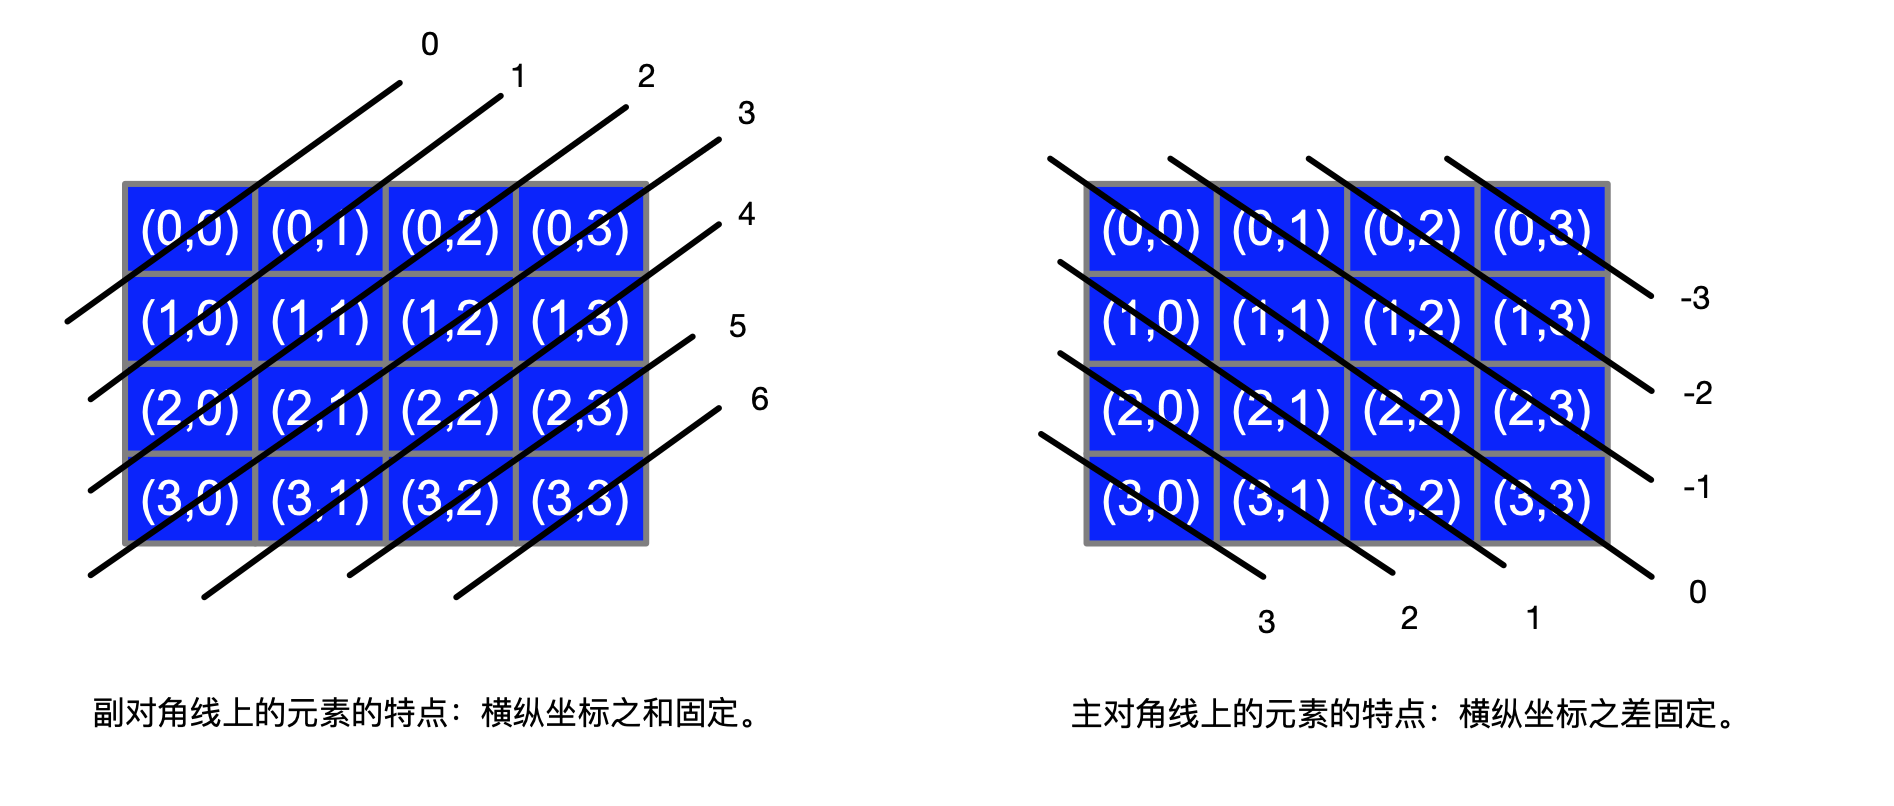 0
1
2
3
(0,0) (0,1) (0,2) (0,3)
4
(1,0) (1,1) (1,2) (1,3)
5
(2,0) (2,1) (2,2) (2,3)
6
(3,0) (3,1) (3,2) (3,3)
副对角线上的元素的特点：横纵坐标之和固定。
(0,0) (0,1) (0,2) (0,3)
-3
(1,0) (1,1) (1,2) (1,3)
-2
(2,0) (2,1) (2,2) (2,3)
-1
(3,0) (3,1) (3,2) (3,3)
0
3 2 1
主对角线上的元素的特点：横纵坐标之差固定。